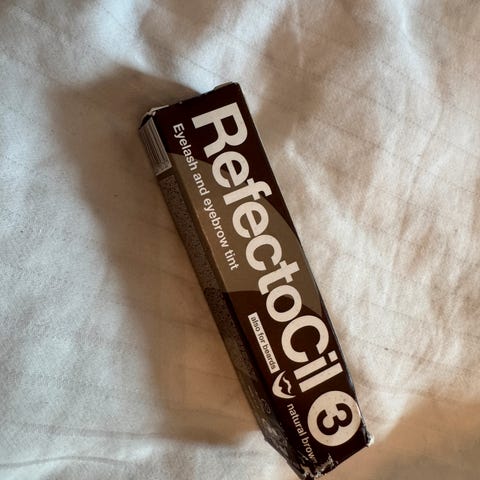 RefectoCil
3
Eyelash and eyebrow tint
also for beards
natural brown